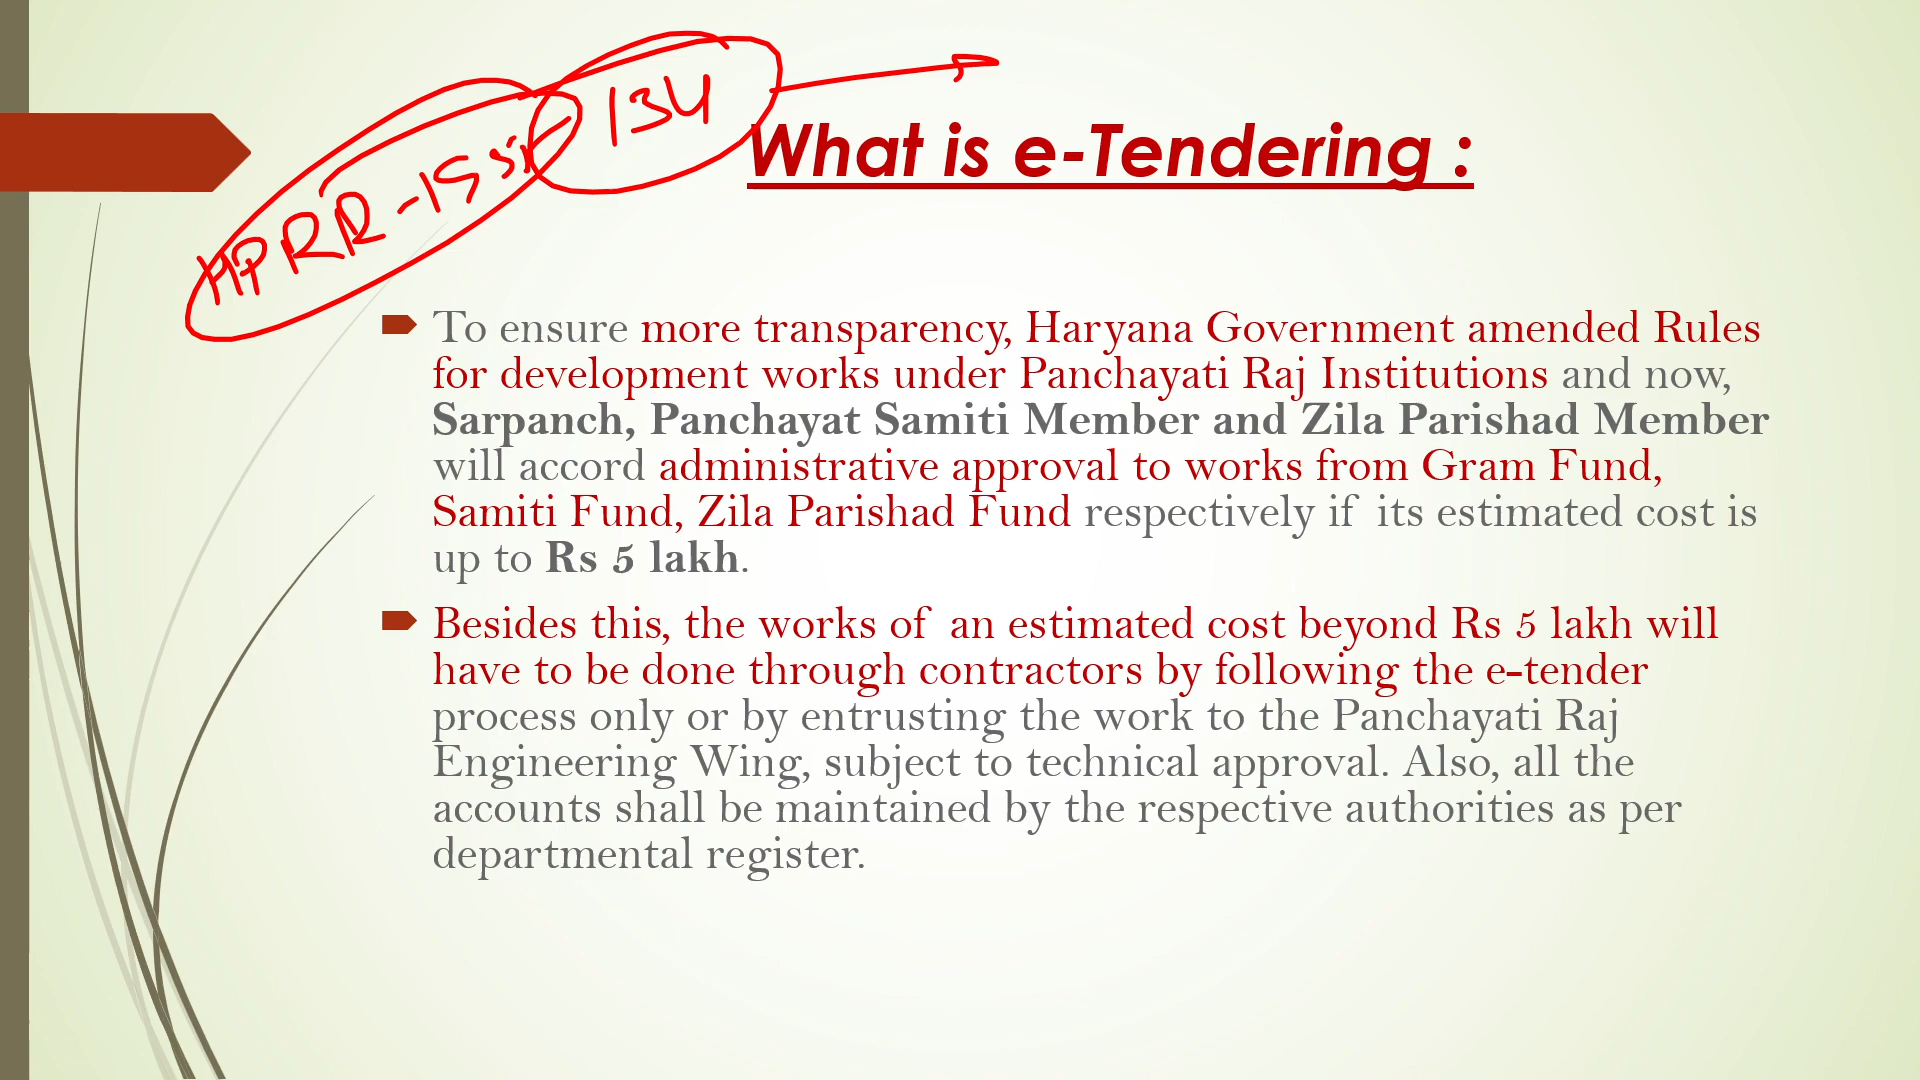 134
What is e-Tendering :
HPRR-1995
To ensure more transparency, Haryana Government amended Rules
for development works under Panchayati Raj Institutions and now,
Sarpanch, Panchayat Samiti Member and Zila Parishad Member
will accord administrative approval to works from Gram Fund,
Samiti Fund, Zila Parishad Fund respectively if its estimated cost is
up to Rs 5 lakh.
Besides this, the works of an estimated cost beyond Rs 5 lakh will
have to be done through contractors by following the e-tender
process only or by entrusting the work to the Panchayati Raj
Engineering Wing, subject to technical approval. Also, all the
accounts shall be maintained by the respective authorities as per
departmental register.